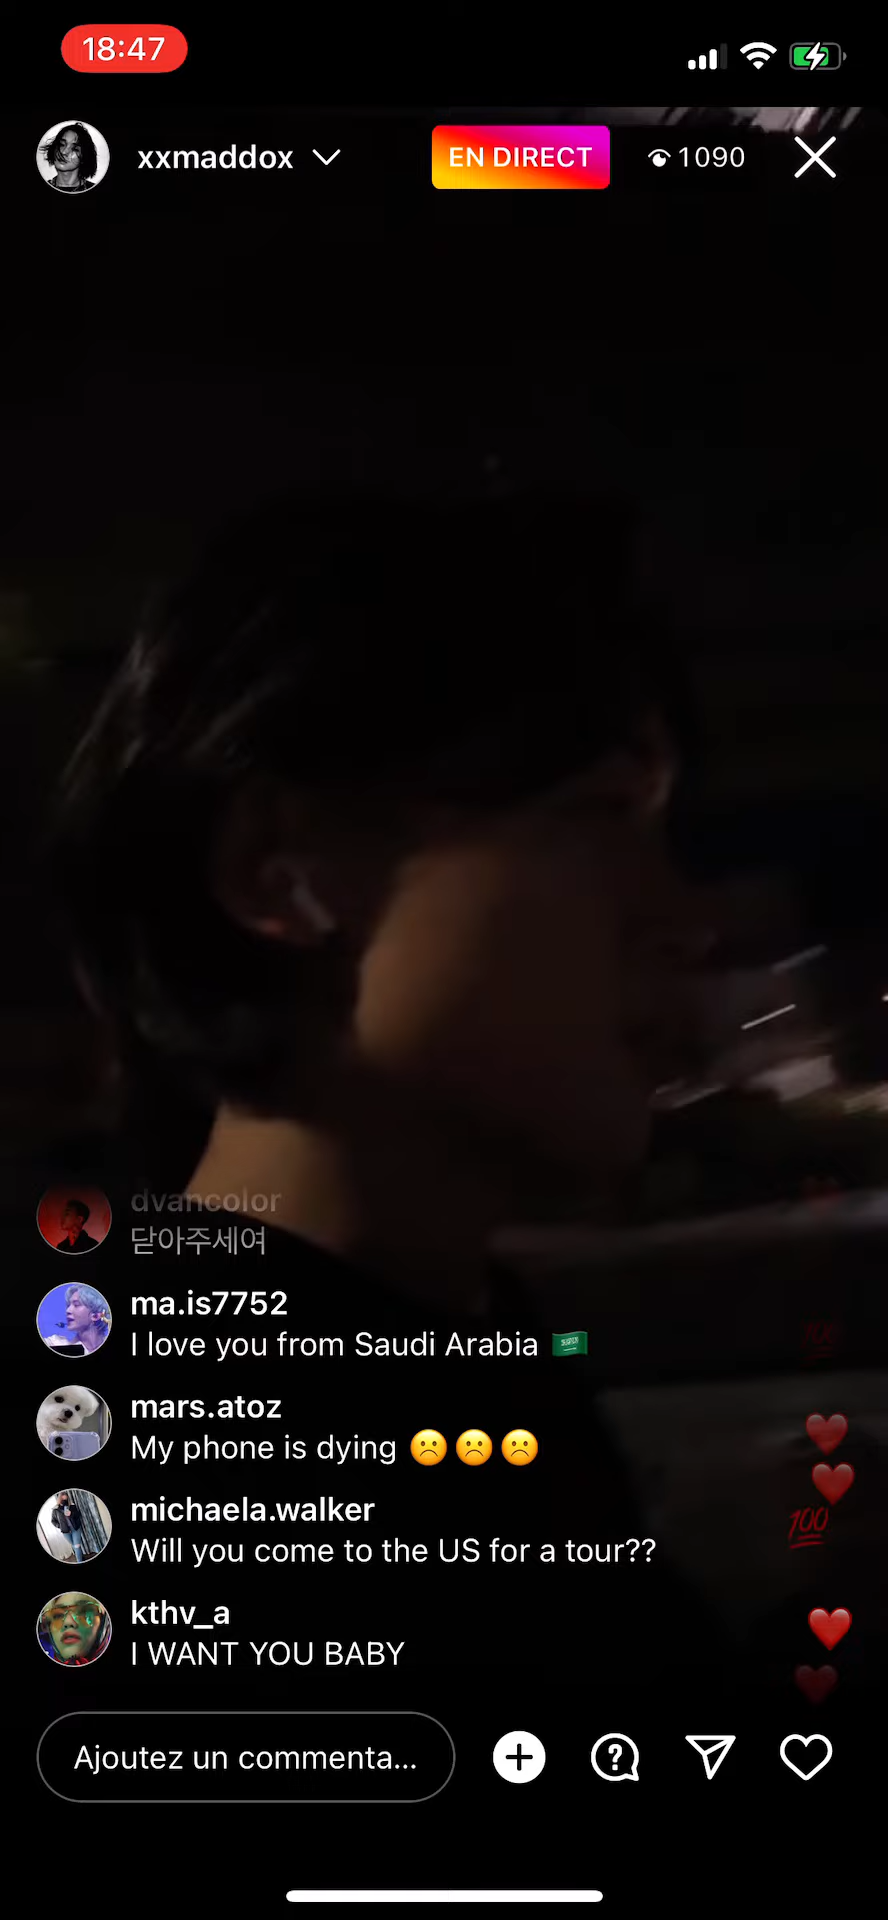 18:47
xxmaddox
EN DIRECT
1090
dvancolor
닫아주세여
ma.is7752
I love you from Saudi Arabia 🇸🇦
mars.atoz
My phone is dying ☹️☹️☹️
michaela.walker
Will you come to the US for a tour??
kthv_a
I WANT YOU BABY
Ajoutez un commenta...